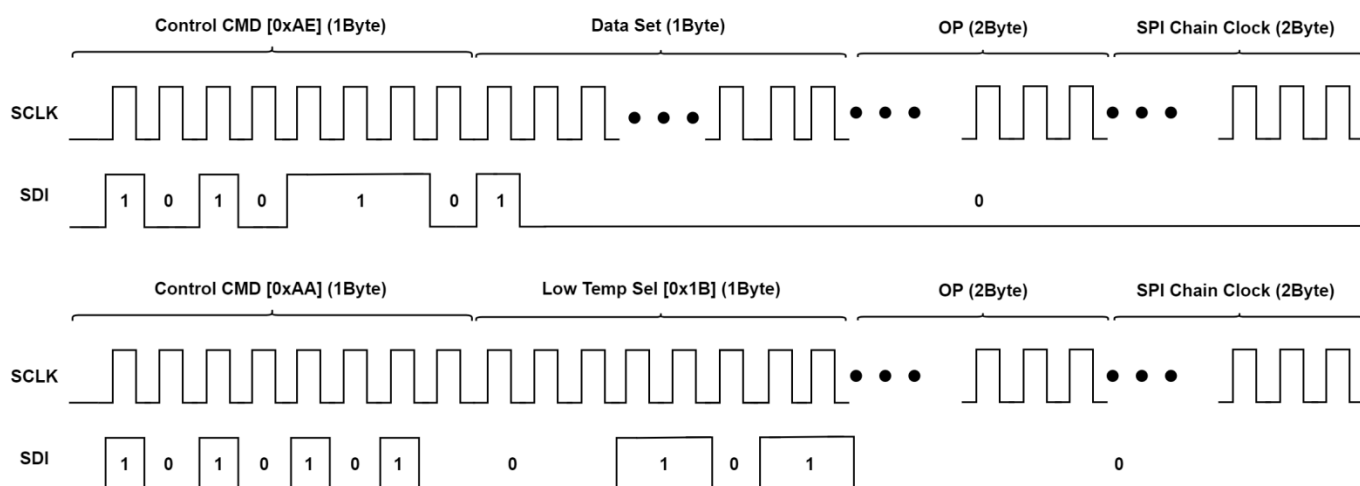 Control CMD [0xAE] (1Byte) Data Set (1Byte) OP (2Byte) SPI Chain Clock (2Byte)
SCLK
SDI 1 0 1 0 1 0 1 0
Control CMD [0xAA] (1Byte) Low Temp Sel [0x1B] (1Byte) OP (2Byte) SPI Chain Clock (2Byte)
SCLK
SDI 1 0 1 0 1 0 1 0 1 0 1 0